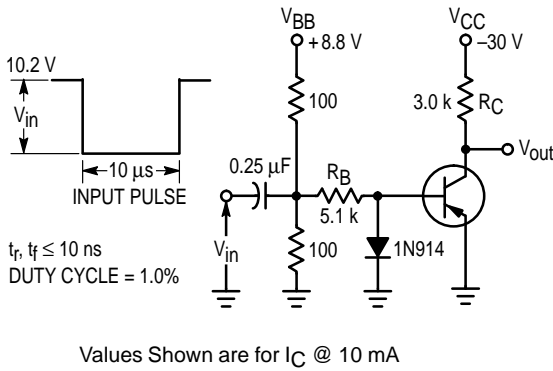 V_BB
+8.8 V
V_CC
–30 V
10.2 V
V_in
10 µs
INPUT PULSE
t_r, t_f ≤ 10 ns
DUTY CYCLE = 1.0%
0.25 µF
V_in
100
100
R_B
5.1 k
1N914
3.0 k
R_C
V_out
Values Shown are for I_C @ 10 mA